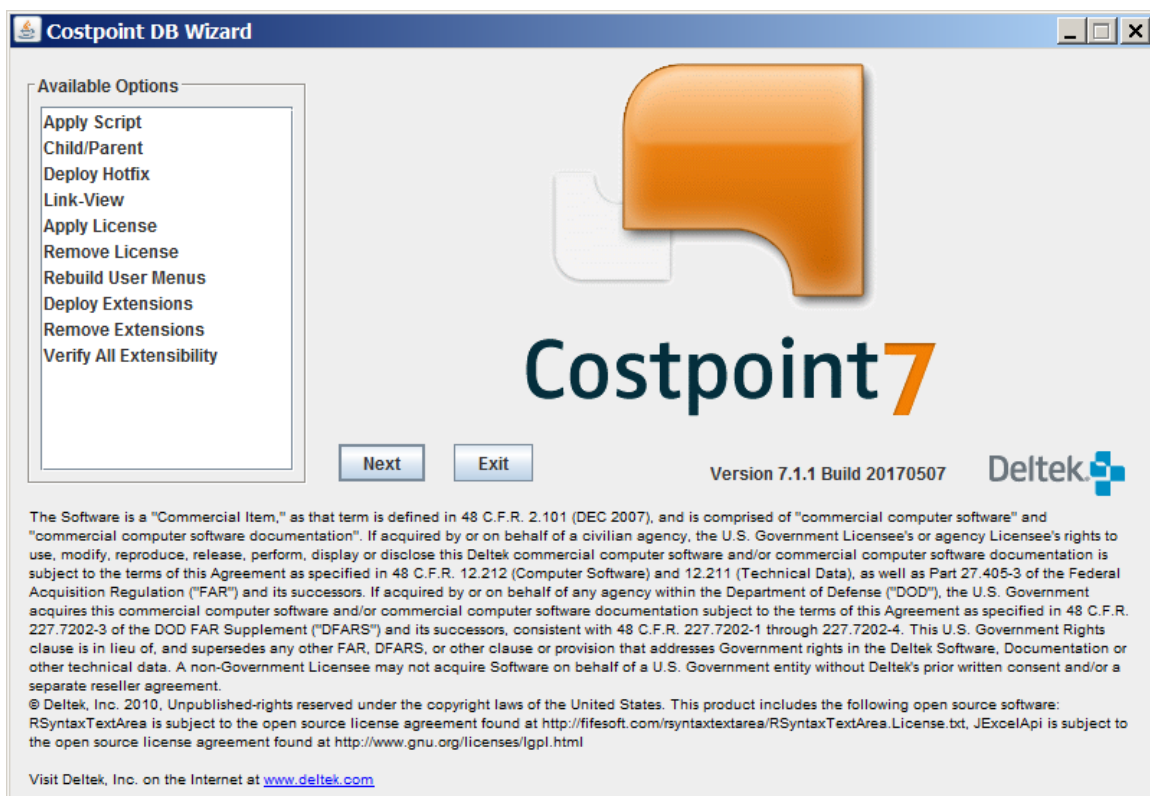 Costpoint DB Wizard
Available Options
Apply Script
Child/Parent
Deploy Hotfix
Link-View
Apply License
Remove License
Rebuild User Menus
Deploy Extensions
Remove Extensions
Verify All Extensibility
Costpoint7
Next
Exit
Version 7.1.1 Build 20170507
Deltek
The Software is a "Commercial Item," as that term is defined in 48 C.F.R. 2.101 (DEC 2007), and is comprised of "commercial computer software" and
"commercial computer software documentation". If acquired by or on behalf of a civilian agency, the U.S. Government Licensee's or agency Licensee's rights to
use, modify, reproduce, release, perform, display or disclose this Deltek commercial computer software and/or commercial computer software documentation is
subject to the terms of this Agreement as specified in 48 C.F.R. 12.212 (Computer Software) and 12.211 (Technical Data), as well as Part 27.405-3 of the Federal
Acquisition Regulation ("FAR") and its successors. If acquired by or on behalf of any agency within the Department of Defense ("DOD"), the U.S. Government
acquires this commercial computer software and/or commercial computer software documentation subject to the terms of this Agreement as specified in 48 C.F.R.
227.7202-3 of the DOD FAR Supplement ("DFARS") and its successors, consistent with 48 C.F.R. 227.7202-1 through 227.7202-4. This U.S. Government Rights
clause is in lieu of, and supersedes any other FAR, DFARS, or other clause or provision that addresses Government rights in the Deltek Software, Documentation or
other technical data. A non-Government Licensee may not acquire Software on behalf of a U.S. Government entity without Deltek's prior written consent and/or a
separate reseller agreement.
© Deltek, Inc. 2010, Unpublished-rights reserved under the copyright laws of the United States. This product includes the following open source software:
RSyntaxTextArea is subject to the open source license agreement found at http://fifesoft.com/rsyntaxtextarea/RSyntaxTextArea.License.txt, JExcelApi is subject to
the open source license agreement found at http://www.gnu.org/licenses/lgpl.html
Visit Deltek, Inc. on the Internet at www.deltek.com